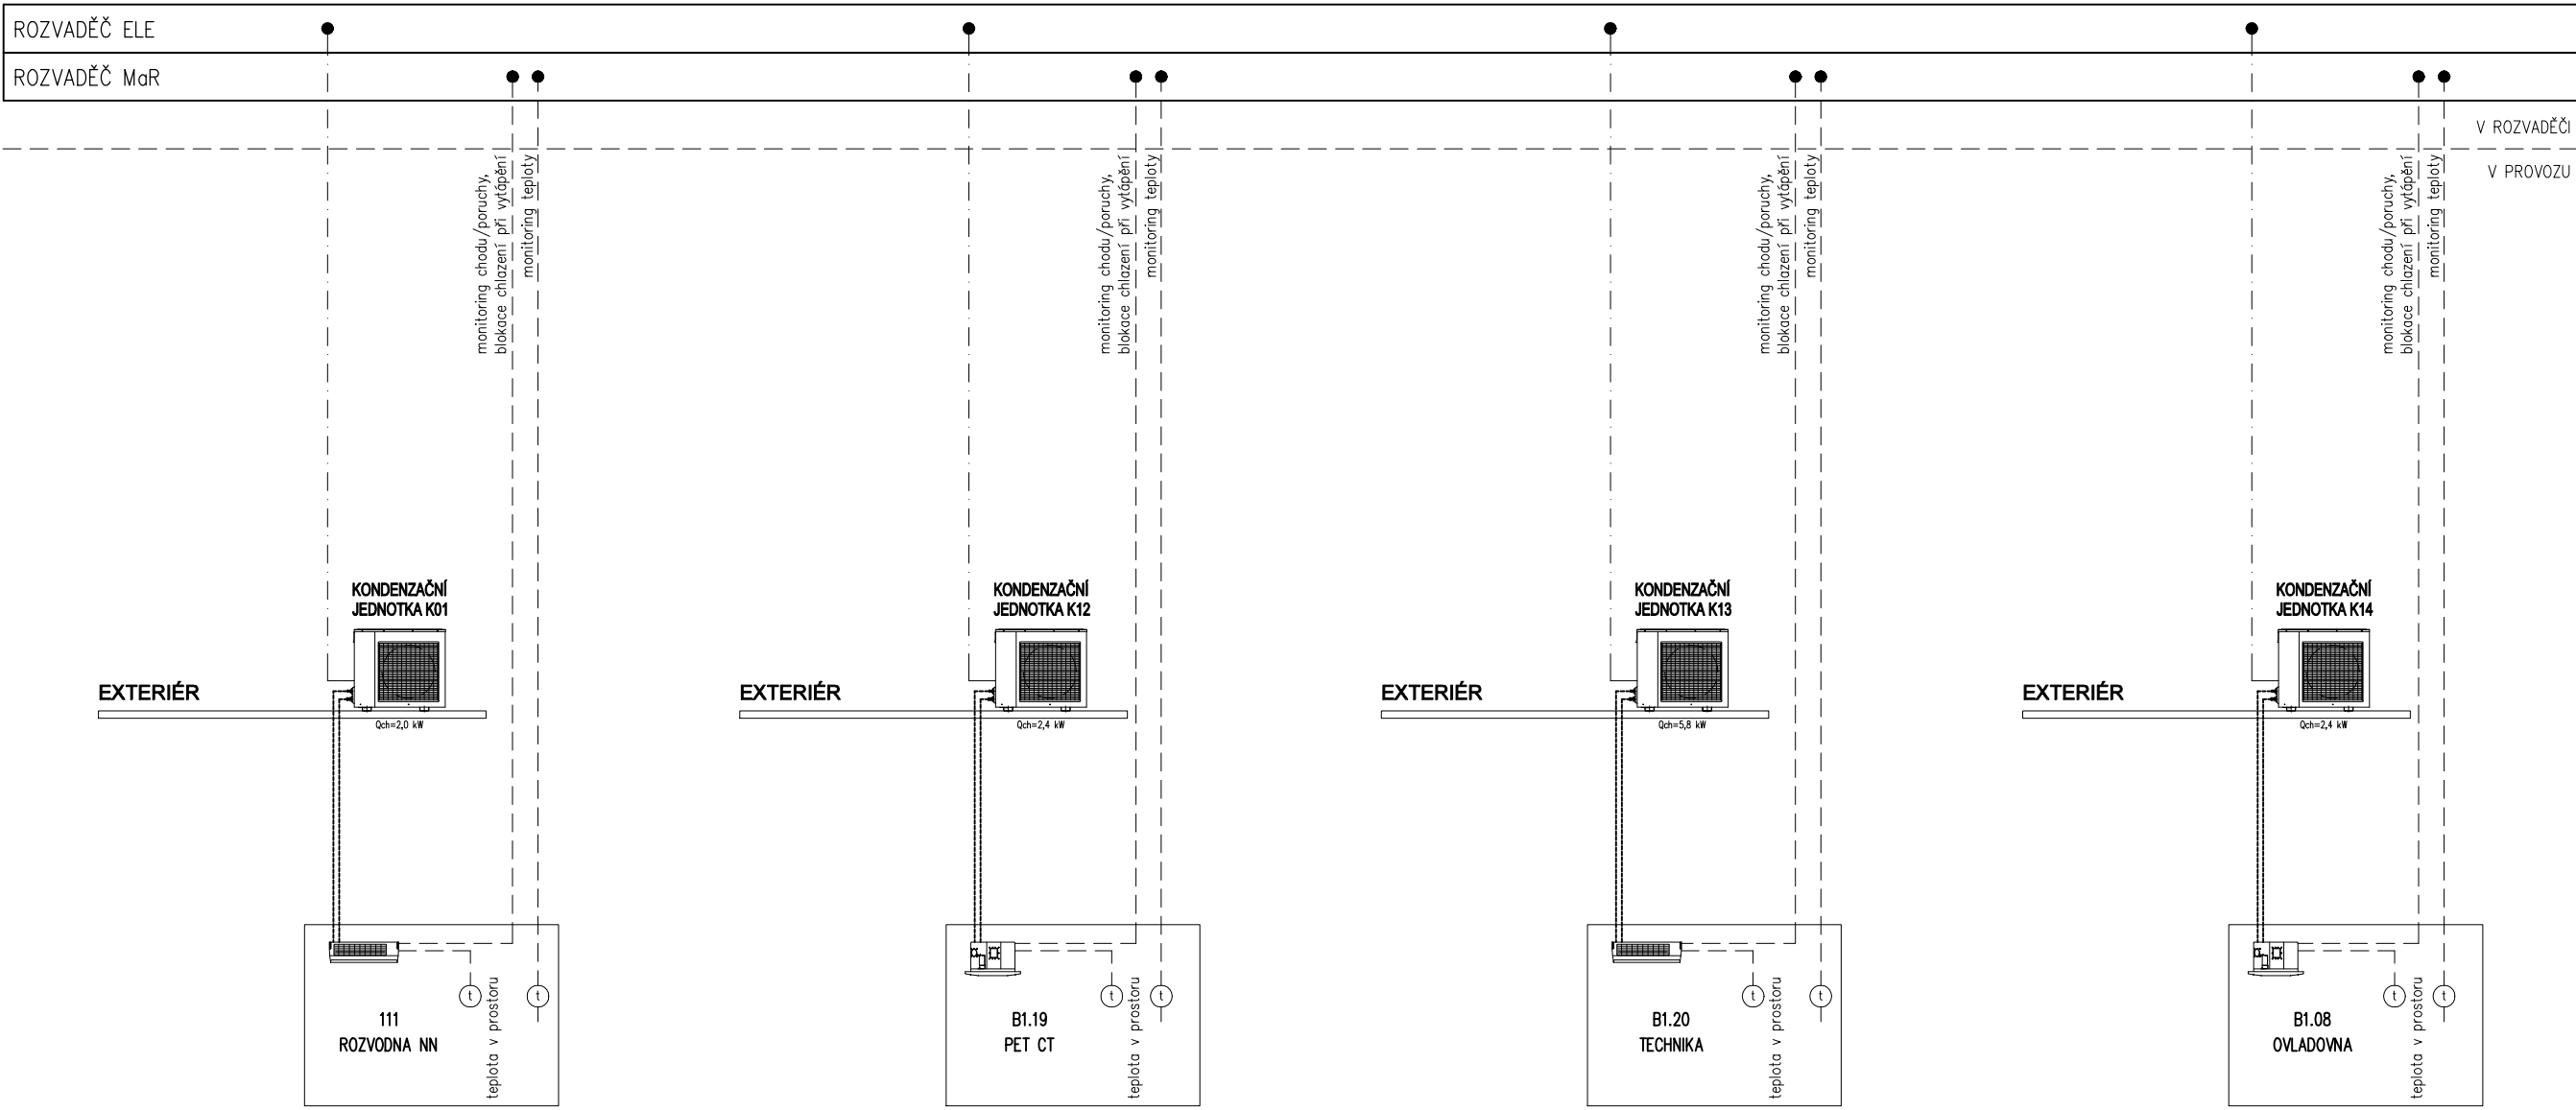 ROZVADĚČ ELE
ROZVADĚČ MaR
V ROZVADĚČI
V PROVOZU
monitoring chodu/poruchy,
blokace chlazení při vytápění
monitoring teploty
monitoring chodu/poruchy,
blokace chlazení při vytápění
monitoring teploty
monitoring chodu/poruchy,
blokace chlazení při vytápění
monitoring teploty
monitoring chodu/poruchy,
blokace chlazení při vytápění
monitoring teploty
KONDENZAČNÍ
JEDNOTKA K01
EXTERIÉR
Qch=2,0 kW
KONDENZAČNÍ
JEDNOTKA K12
EXTERIÉR
Qch=2,4 kW
KONDENZAČNÍ
JEDNOTKA K13
EXTERIÉR
Qch=5,8 kW
KONDENZAČNÍ
JEDNOTKA K14
EXTERIÉR
Qch=2,4 kW
t
teplota v prostoru
t
111
ROZVODNA NN
t
teplota v prostoru
t
B1.19
PET CT
t
teplota v prostoru
t
B1.20
TECHNIKA
t
teplota v prostoru
t
B1.08
OVLADOVNA